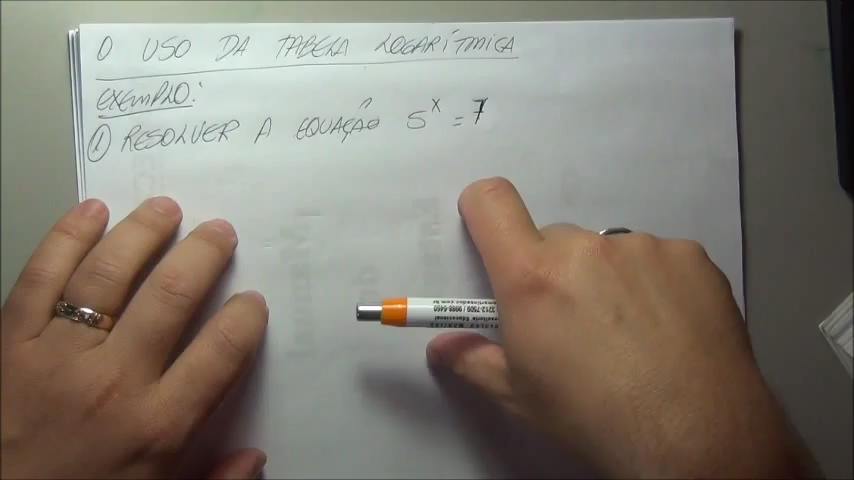 O USO DA TABELA LOGARÍTMICA
EXEMPLO:
① RESOLVER A EQUAÇÃO 5^x = 7